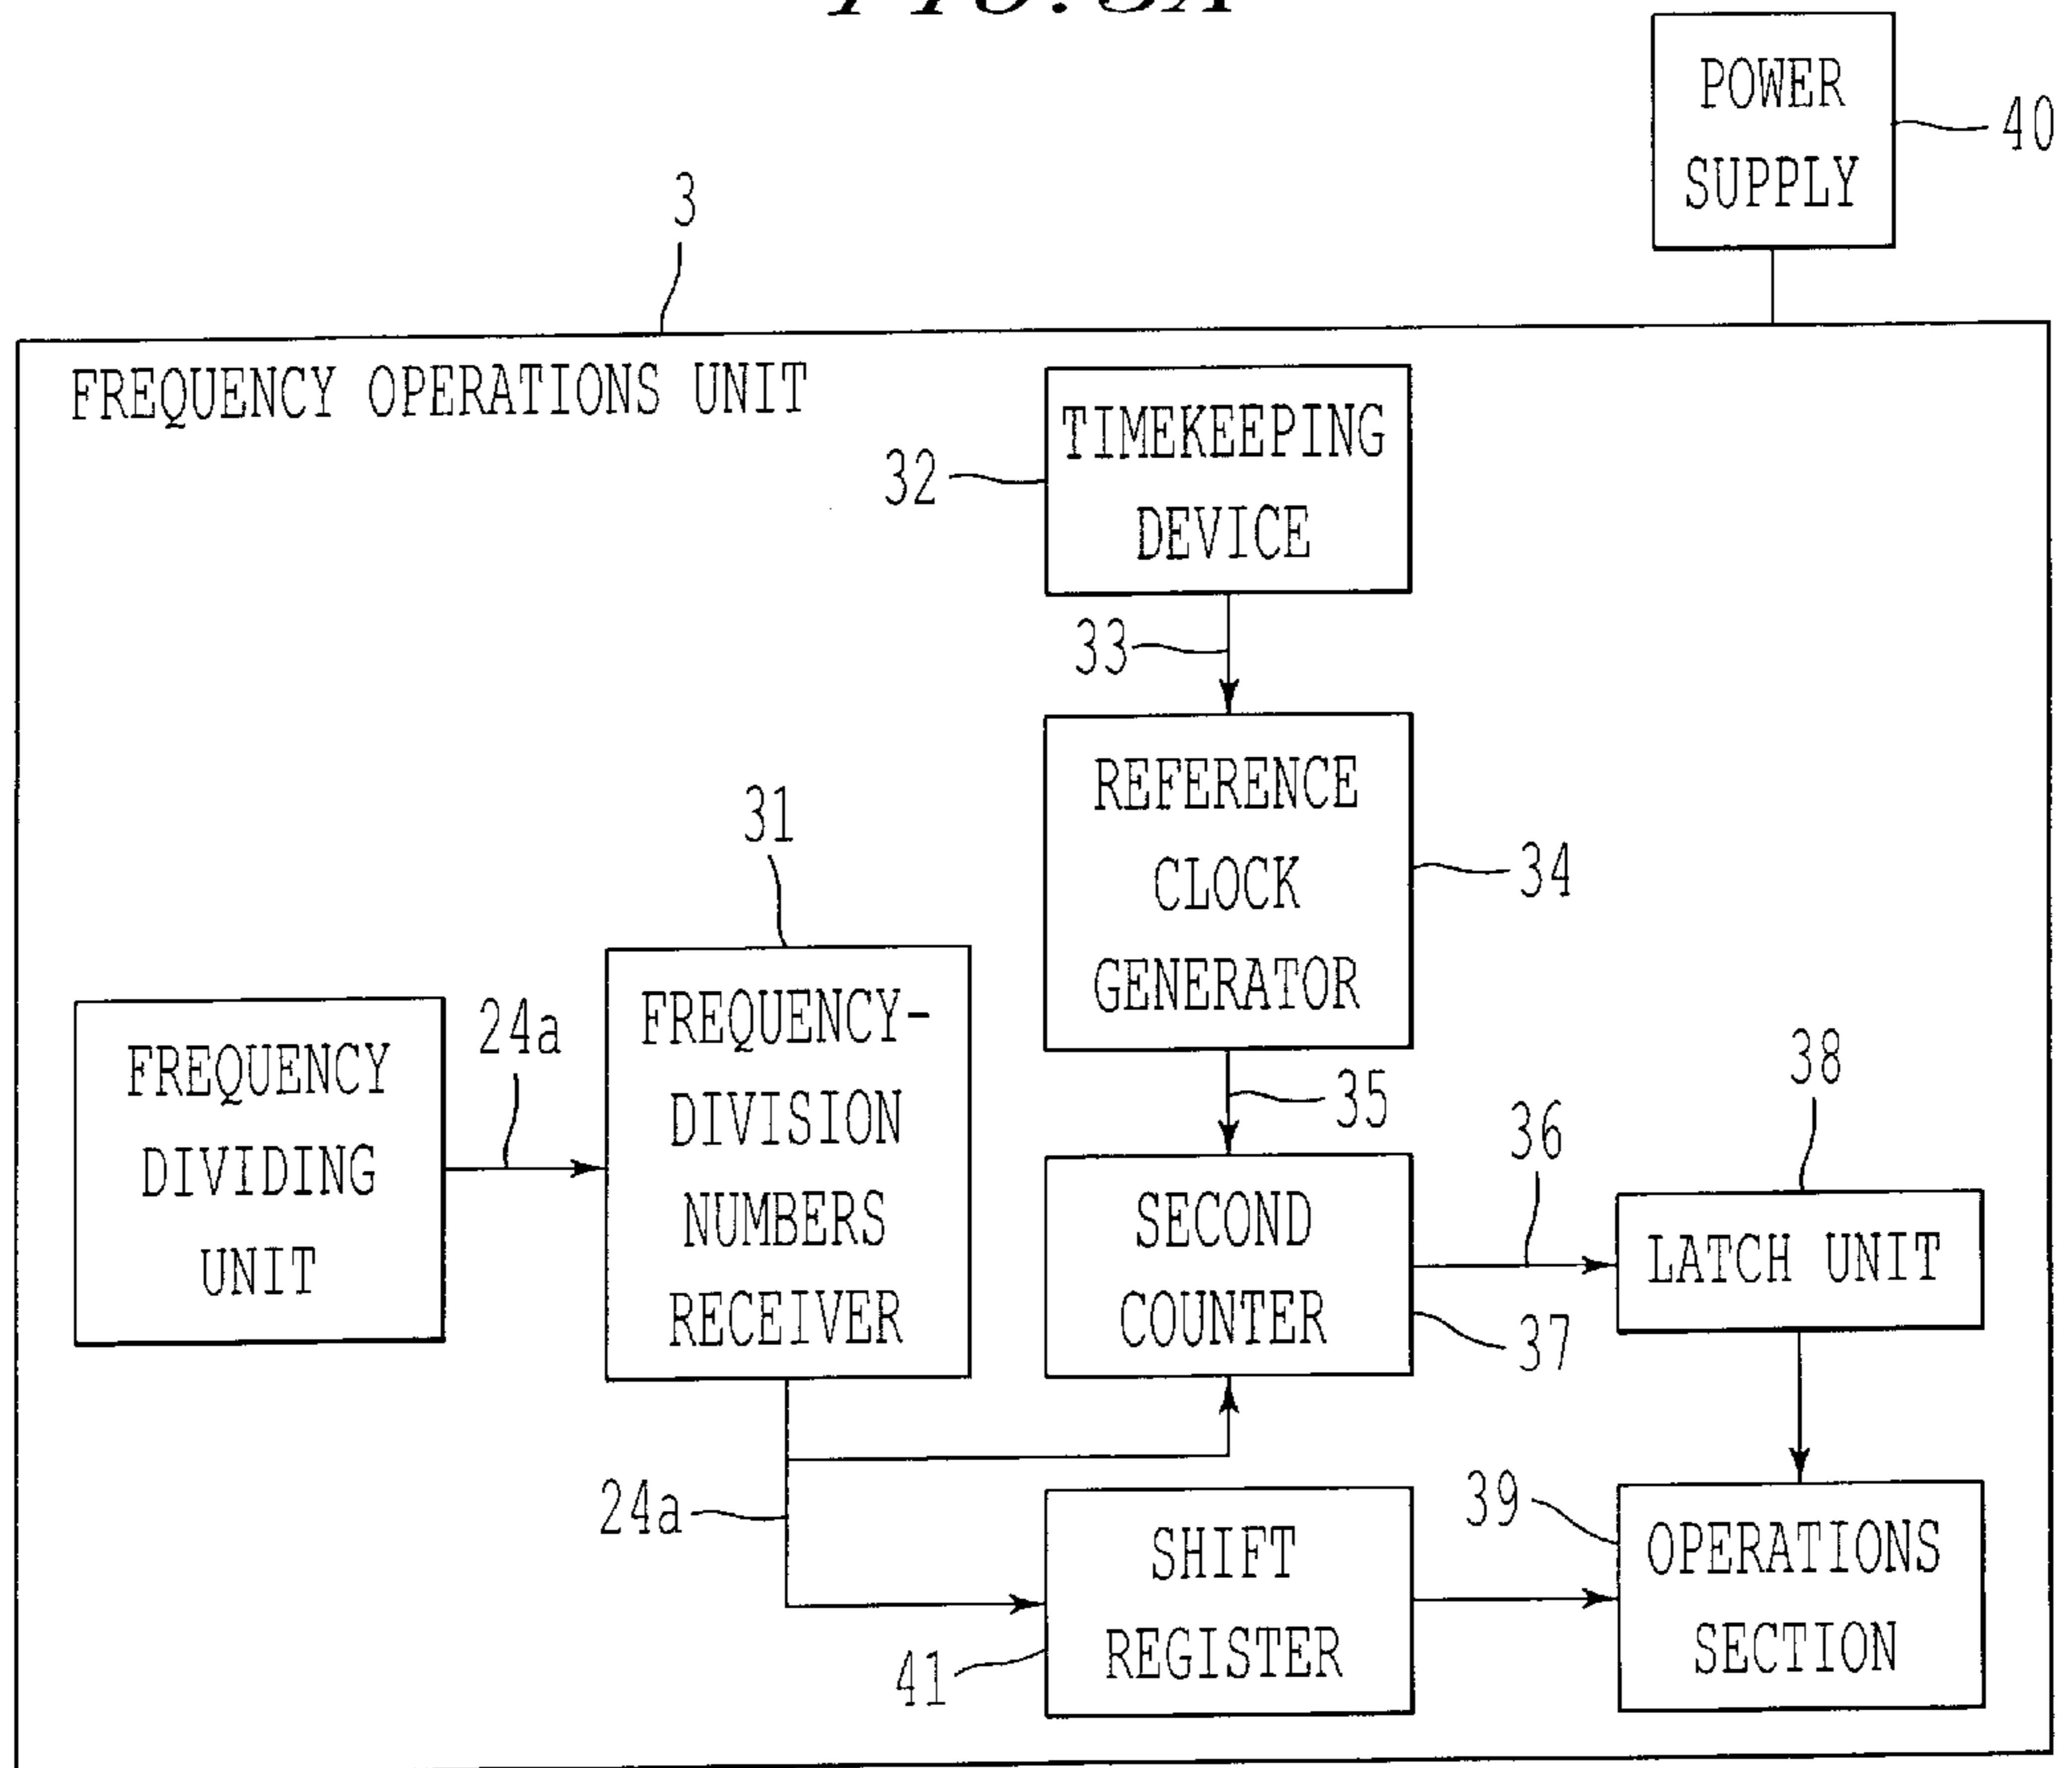 POWER
SUPPLY
40
3
FREQUENCY OPERATIONS UNIT
TIMEKEEPING
DEVICE
32
33
REFERENCE
CLOCK
GENERATOR
34
31
FREQUENCY-
DIVISION
NUMBERS
RECEIVER
FREQUENCY
DIVIDING
UNIT
24a
35
SECOND
COUNTER
36
37
38
LATCH UNIT
24a
SHIFT
REGISTER
41
39
OPERATIONS
SECTION